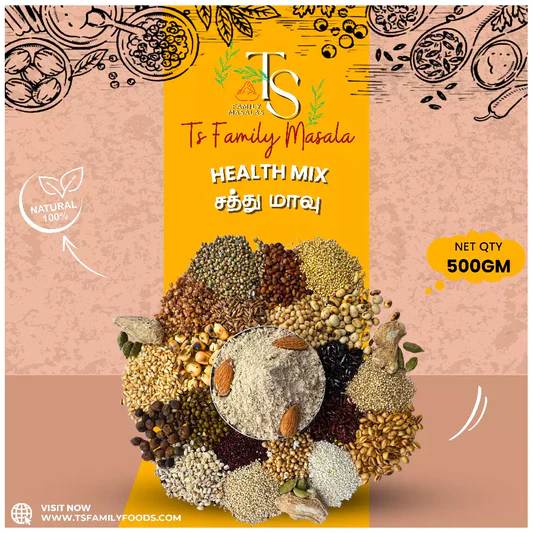 TS
FAMILY
MASALAS
Ts Family Masala
HEALTH MIX
சத்து மாவு
NATURAL
100%
NET QTY
500GM
VISIT NOW
WWW.TSFAMILYFOODS.COM